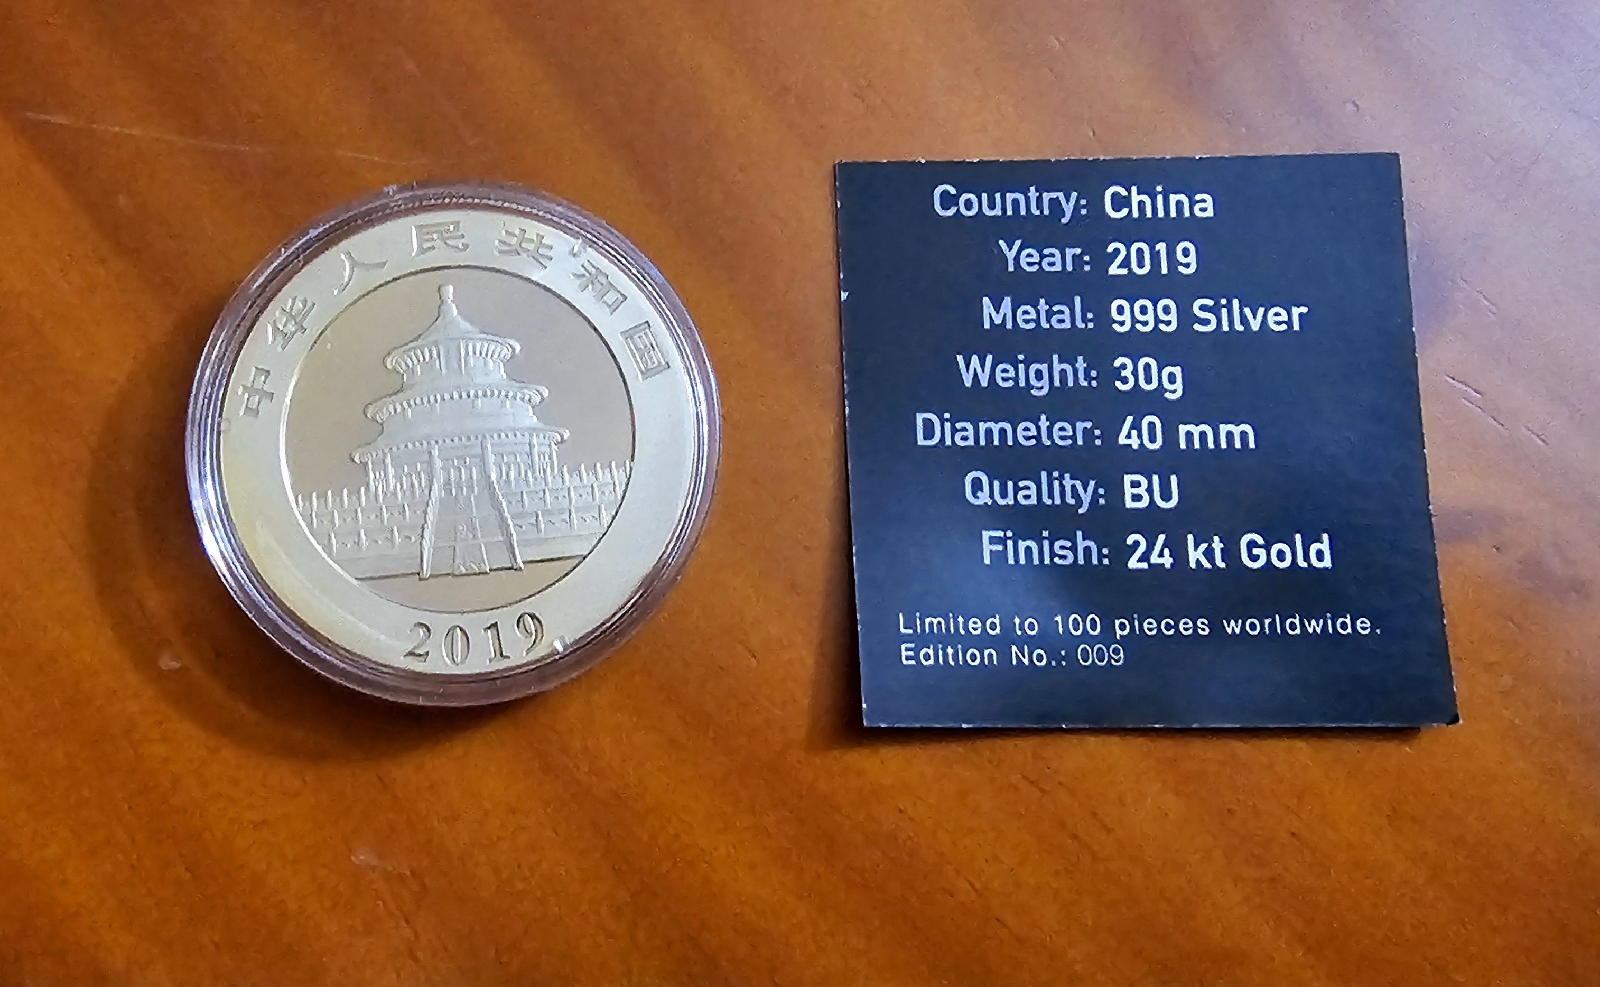 中华人民共和国
2019
Country: China
Year: 2019
Metal: 999 Silver
Weight: 30g
Diameter: 40 mm
Quality: BU
Finish: 24 kt Gold
Limited to 100 pieces worldwide.
Edition No.: 009